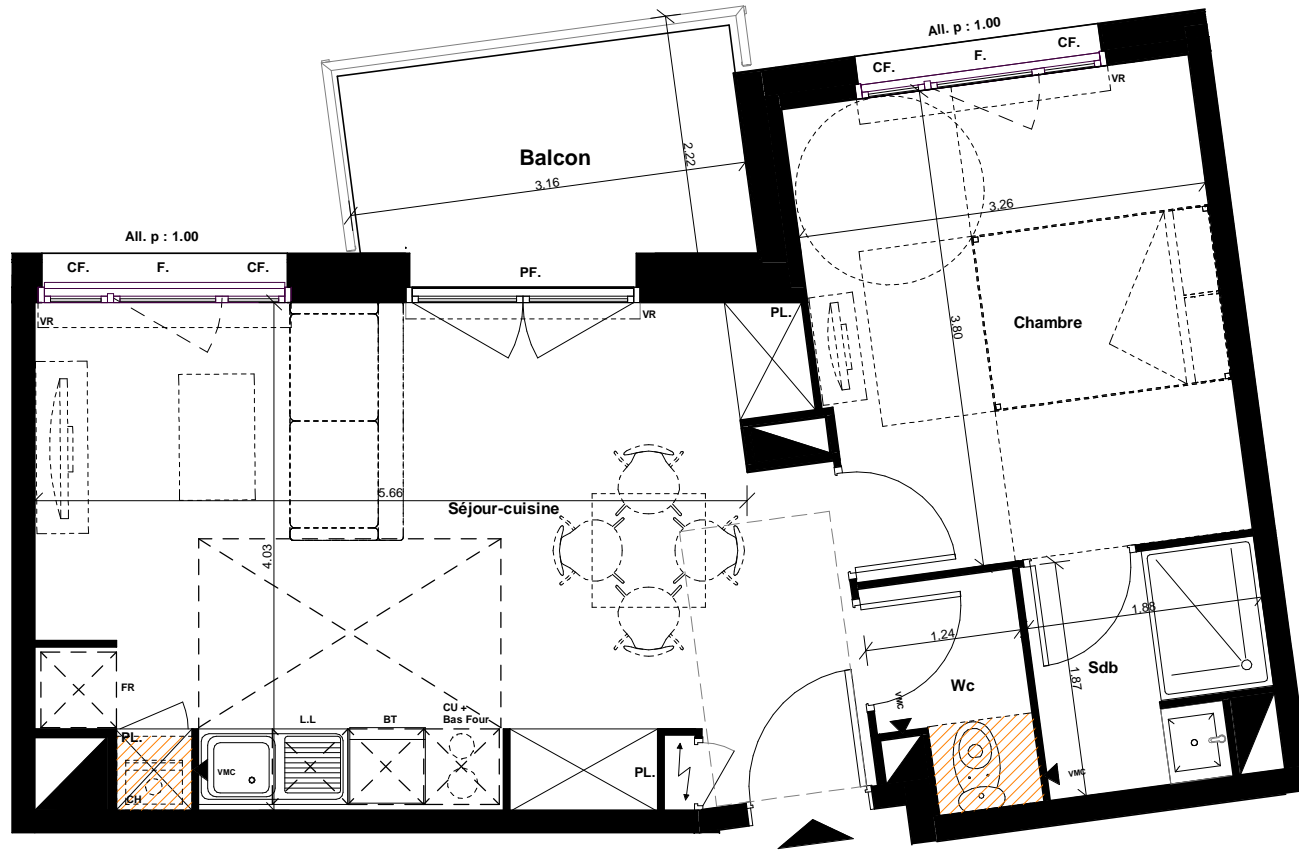 All. p : 1.00
CF. F. CF.
VR
Balcon
2.22
3.16
All. p : 1.00
CF. F. CF.
VR
PF.
VR
PL.
3.26
3.80
Chambre
5.66
Séjour-cuisine
4.03
1.24
1.88
1.87
Wc
Sdb
VMC
VMC
FR
PL.
CH
VMC
L.L
BT
CU +
Bas Four
PL.